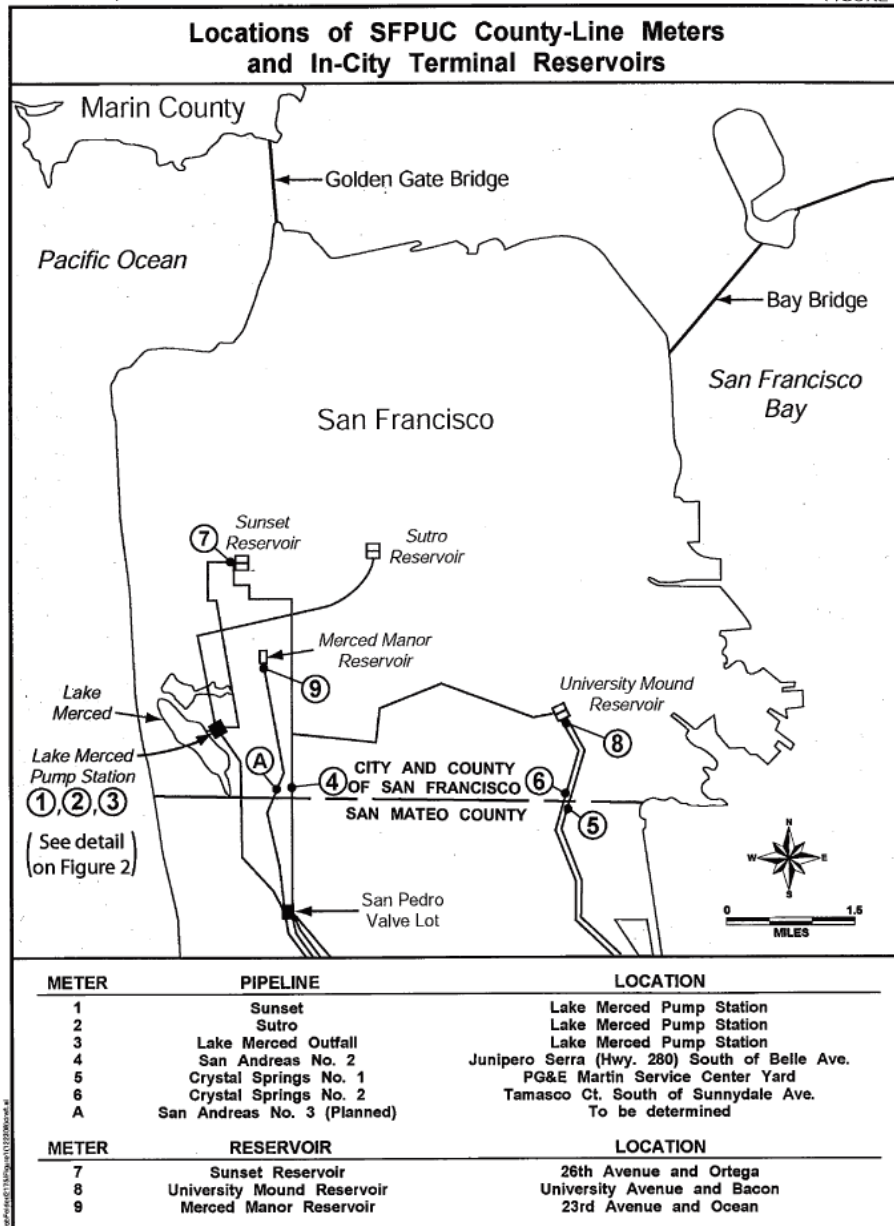 FIGURE
Locations of SFPUC County-Line Meters
and In-City Terminal Reservoirs
Marin County
Golden Gate Bridge
Pacific Ocean
Bay Bridge
San Francisco
Bay
San Francisco
7
Sunset
Reservoir
Sutro
Reservoir
Merced Manor
Reservoir
9
Lake
Merced
University Mound
Reservoir
8
Lake Merced
Pump Station
1, 2, 3
(See detail
on Figure 2)
A
4
CITY AND COUNTY
OF SAN FRANCISCO
SAN MATEO COUNTY
6
5
San Pedro
Valve Lot
N
W E
S
0 1.5
MILES
METER PIPELINE LOCATION
1 Sunset Lake Merced Pump Station
2 Sutro Lake Merced Pump Station
3 Lake Merced Outfall Lake Merced Pump Station
4 San Andreas No. 2 Junipero Serra (Hwy. 280) South of Belle Ave.
5 Crystal Springs No. 1 PG&E Martin Service Center Yard
6 Crystal Springs No. 2 Tamasco Ct. South of Sunnydale Ave.
A San Andreas No. 3 (Planned) To be determined
METER RESERVOIR LOCATION
7 Sunset Reservoir 26th Avenue and Ortega
8 University Mound Reservoir University Avenue and Bacon
9 Merced Manor Reservoir 23rd Avenue and Ocean